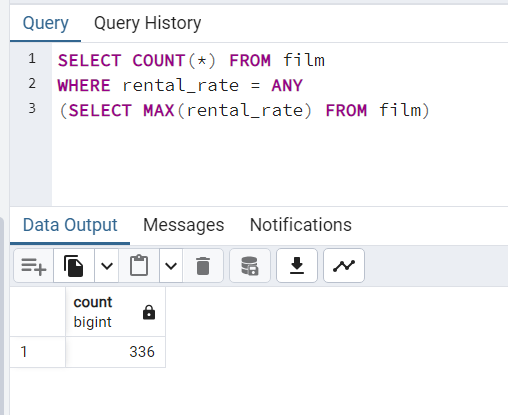 Query Query History
1 SELECT COUNT(*) FROM film
2 WHERE rental_rate = ANY
3 (SELECT MAX(rental_rate) FROM film)
Data Output Messages Notifications
count
bigint
1 336